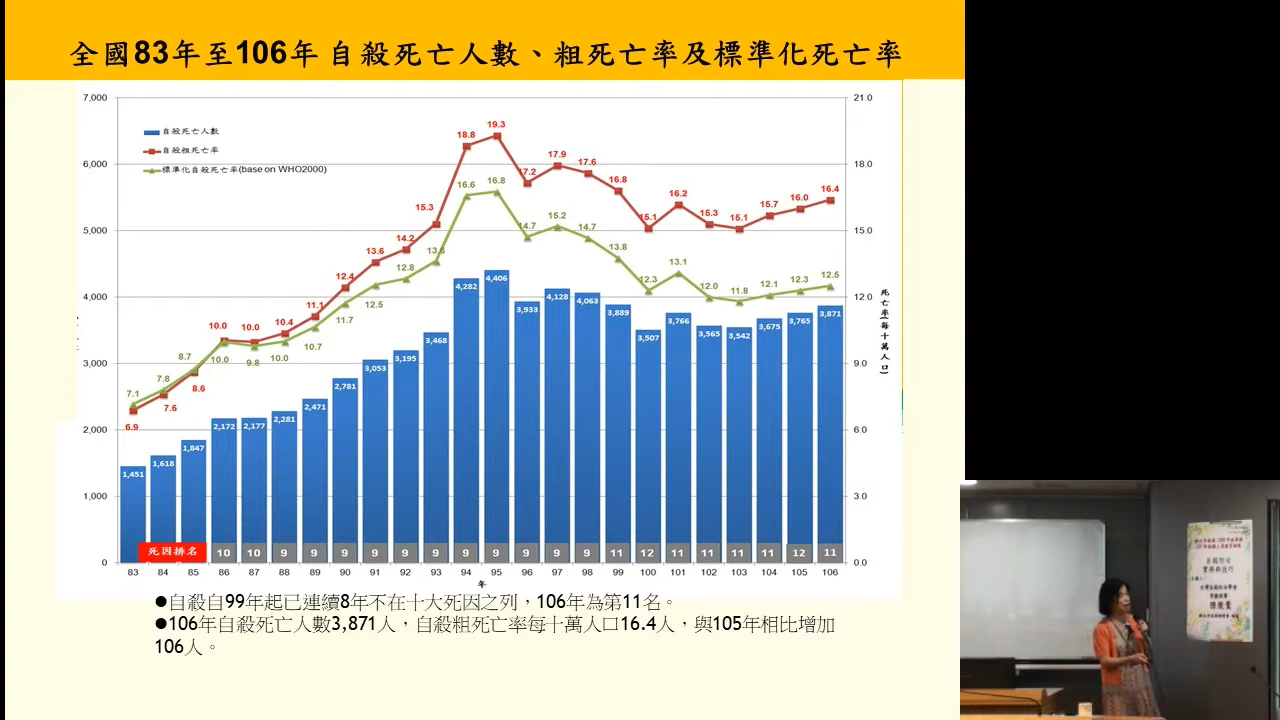 全國83年至106年 自殺死亡人數、粗死亡率及標準化死亡率
7,000
6,000
5,000
4,000
3,000
2,000
1,000
0
21.0
18.0
15.0
12.0
9.0
6.0
3.0
0.0
自殺死亡人數
自殺粗死亡率
標準化自殺死亡率(base on WHO2000)
6.9 7.6 8.6 10.0 10.0 10.4 11.1 12.4 13.6 14.2 15.3 18.8 19.3 17.2 17.9 17.6 16.8 15.1 16.2 15.3 15.1 15.7 16.0 16.4
7.1 7.8 8.7 10.0 9.8 10.0 10.7 11.7 12.5 12.8 13.6 16.6 16.8 14.7 15.2 14.7 13.8 12.3 13.1 12.0 11.8 12.1 12.3 12.5
1,451 1,618 1,847 2,172 2,177 2,281 2,471 2,781 3,053 3,195 3,468 4,282 4,406 3,933 4,128 4,063 3,889 3,507 3,766 3,565 3,542 3,675 3,765 3,871
死因排名 10 10 9 9 9 9 9 9 9 9 9 9 9 11 12 11 11 11 11 12 11
83 84 85 86 87 88 89 90 91 92 93 94 95 96 97 98 99 100 101 102 103 104 105 106
年
死亡率(每十萬人口)
●自殺自99年起已連續8年不在十大死因之列，106年為第11名。
●106年自殺死亡人數3,871人，自殺粗死亡率每十萬人口16.4人，與105年相比增加
106人。
自殺防治
實務與技巧